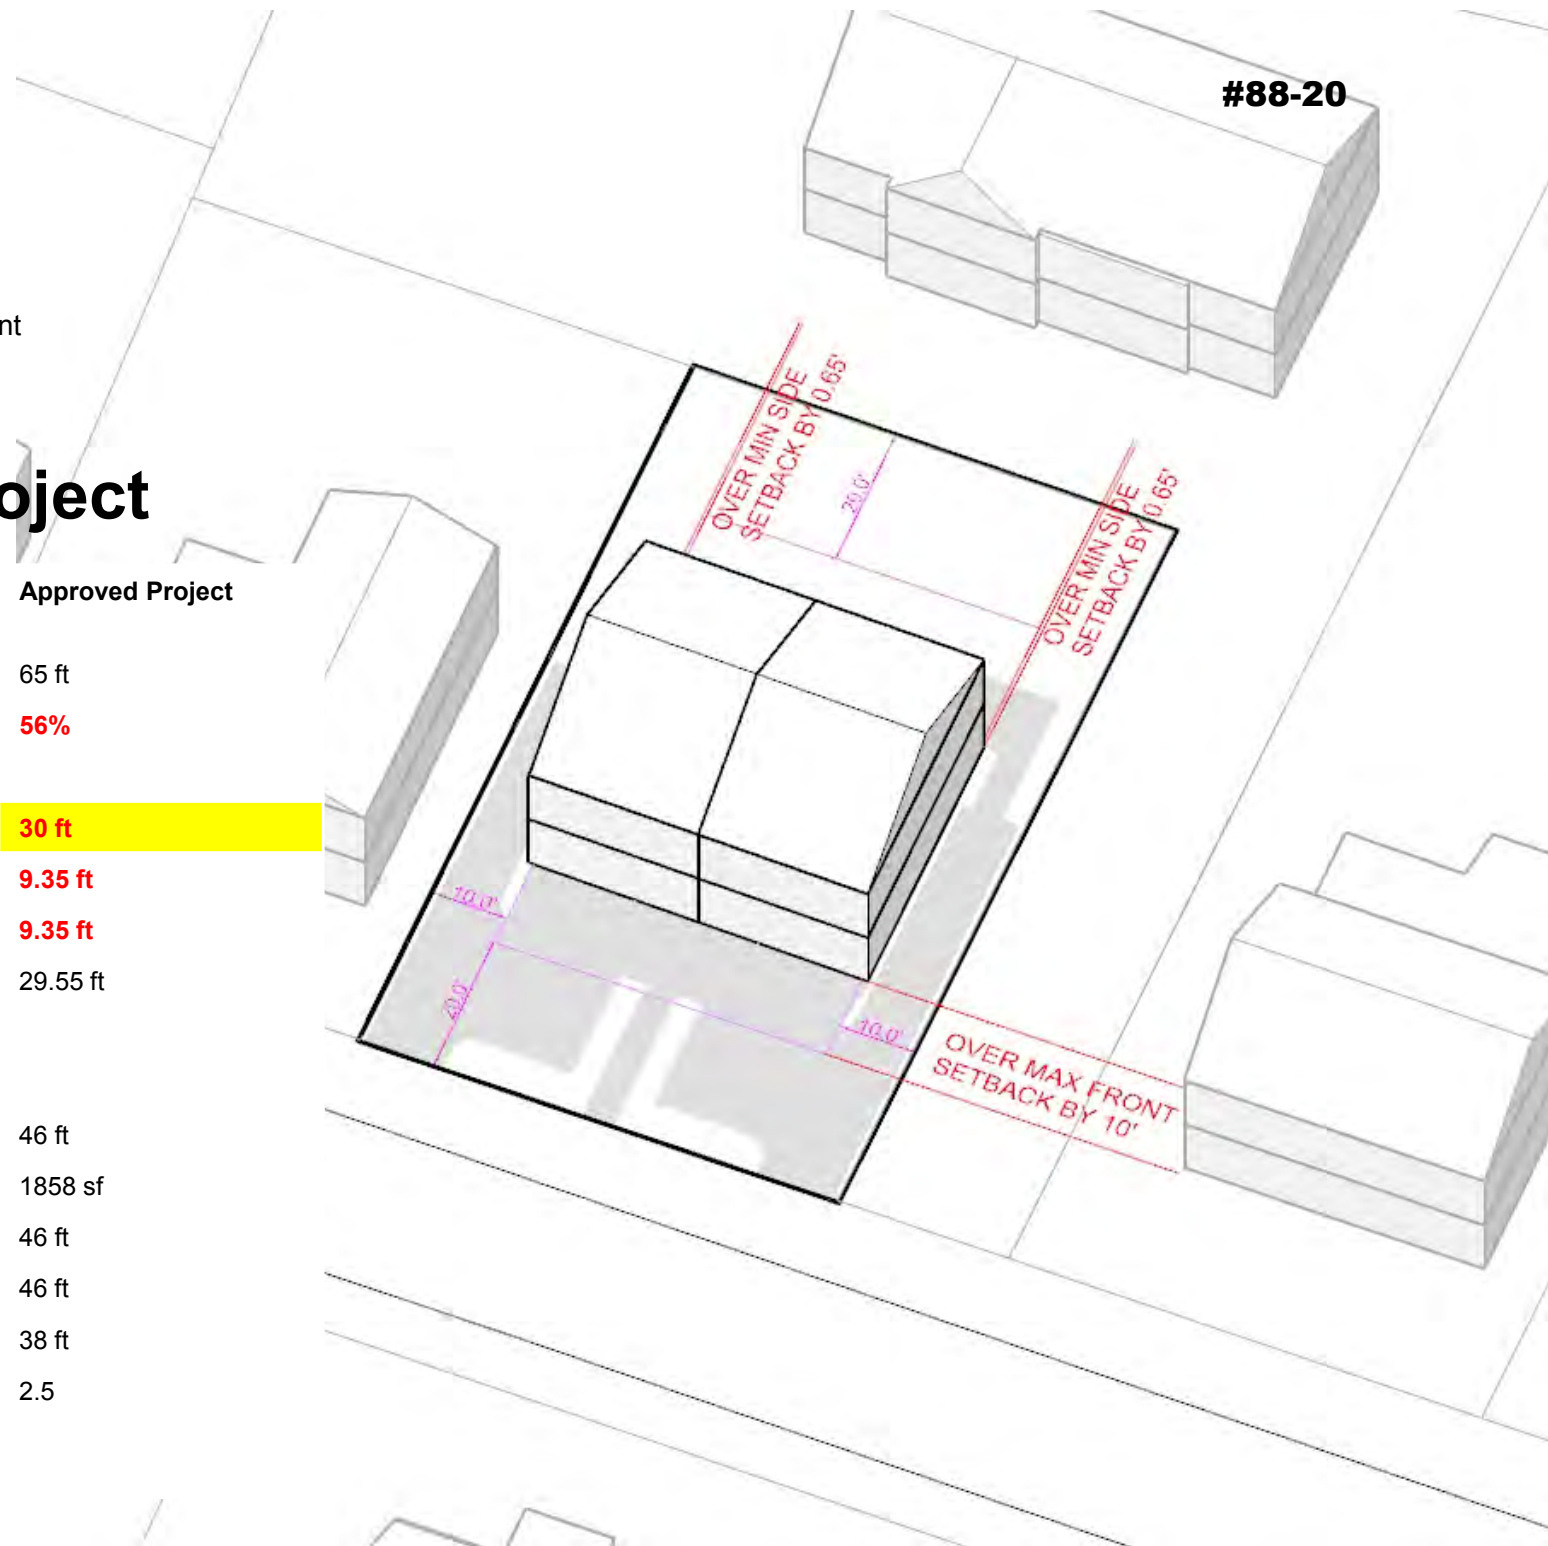 #88-20
nt
oject
Approved Project
65 ft
56%
30 ft
9.35 ft
9.35 ft
29.55 ft
46 ft
1858 sf
46 ft
46 ft
38 ft
2.5
OVER MIN SIDE
SETBACK BY 0.65'
OVER MIN SIDE
SETBACK BY 0.65'
10.0'
20.0'
10.0'
OVER MAX FRONT
SETBACK BY 10'